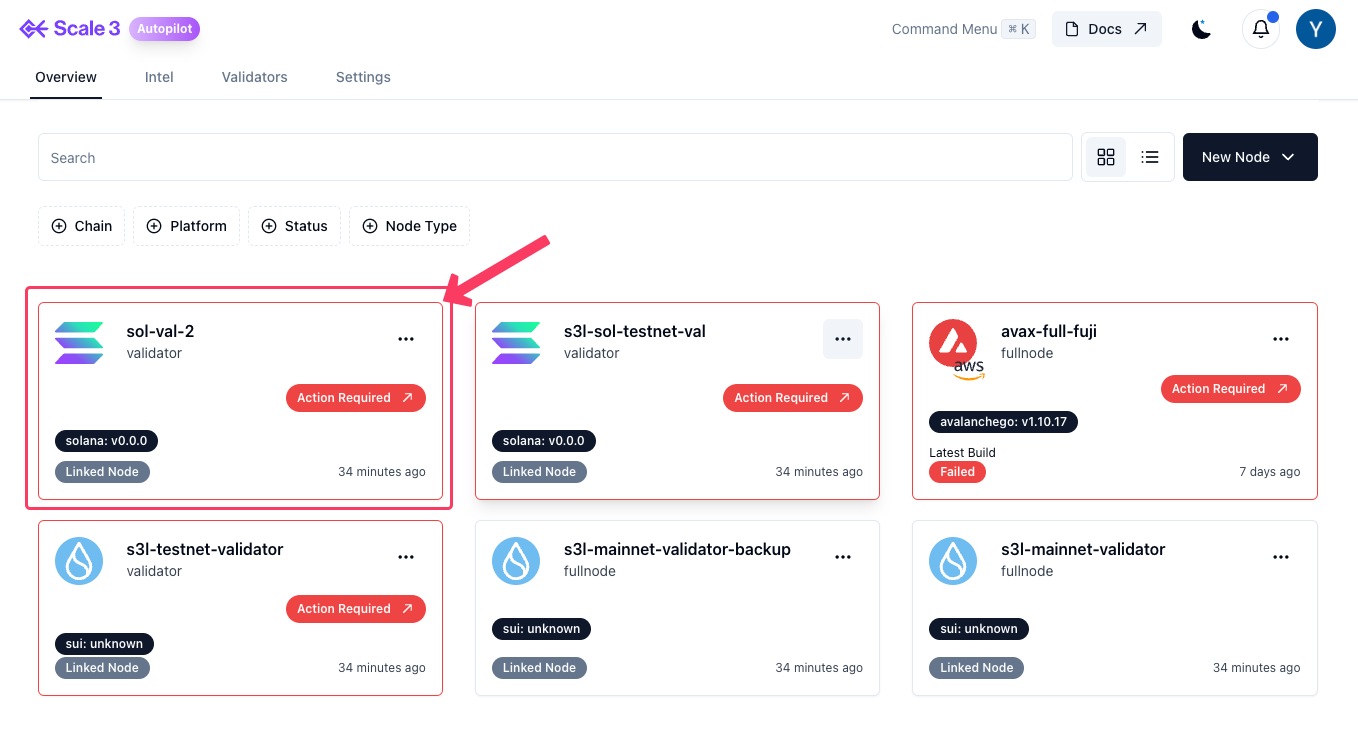 Scale 3 Autopilot
Command Menu ⌘ K
Docs
Y
Overview
Intel
Validators
Settings
Search
New Node
Chain
Platform
Status
Node Type
sol-val-2
validator
Action Required
solana: v0.0.0
Linked Node
34 minutes ago
s3l-sol-testnet-val
validator
Action Required
solana: v0.0.0
Linked Node
34 minutes ago
avax-full-fuji
fullnode
aws
Action Required
avalanchego: v1.10.17
Latest Build
Failed
7 days ago
s3l-testnet-validator
validator
Action Required
sui: unknown
Linked Node
34 minutes ago
s3l-mainnet-validator-backup
fullnode
sui: unknown
Linked Node
34 minutes ago
s3l-mainnet-validator
fullnode
sui: unknown
Linked Node
34 minutes ago